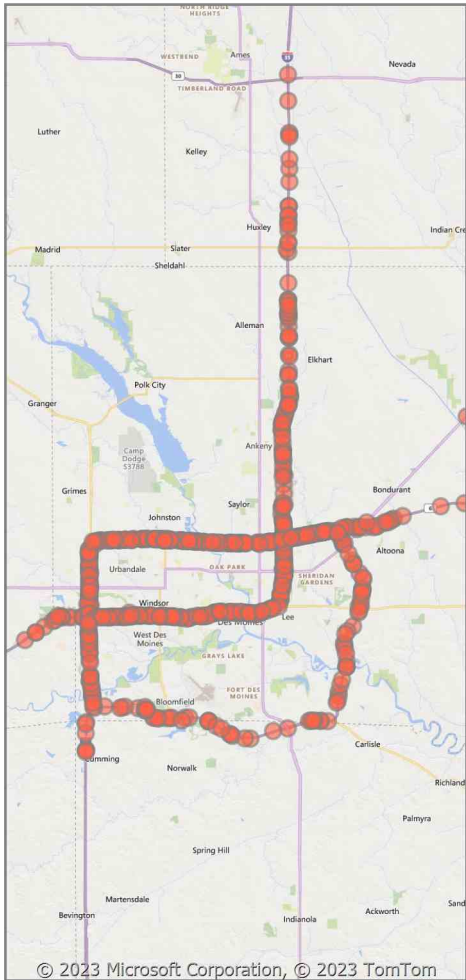 NORTH RIDGE
HEIGHTS
WESTBEND
Ames
35
Nevada
30
TIMBERLAND ROAD
Luther
Kelley
Huxley
Indian Cre
Madrid
Slater
Sheldahl
Alleman
Elkhart
Polk City
Granger
Ankeny
Camp
Dodge
53788
Grimes
Saylor
Bondurant
Johnston
Altoona
Urbandale
OAK PARK
SHERIDAN
GARDENS
Windsor
Des Moines
Lee
West Des
Moines
GRAYS LAKE
FORT DES
MOINES
Bloomfield
Carlisle
Cumming
Norwalk
Richland
Palmyra
Spring Hill
Martensdale
Bevington
Indianola
Ackworth
Sand
© 2023 Microsoft Corporation, © 2023 TomTom